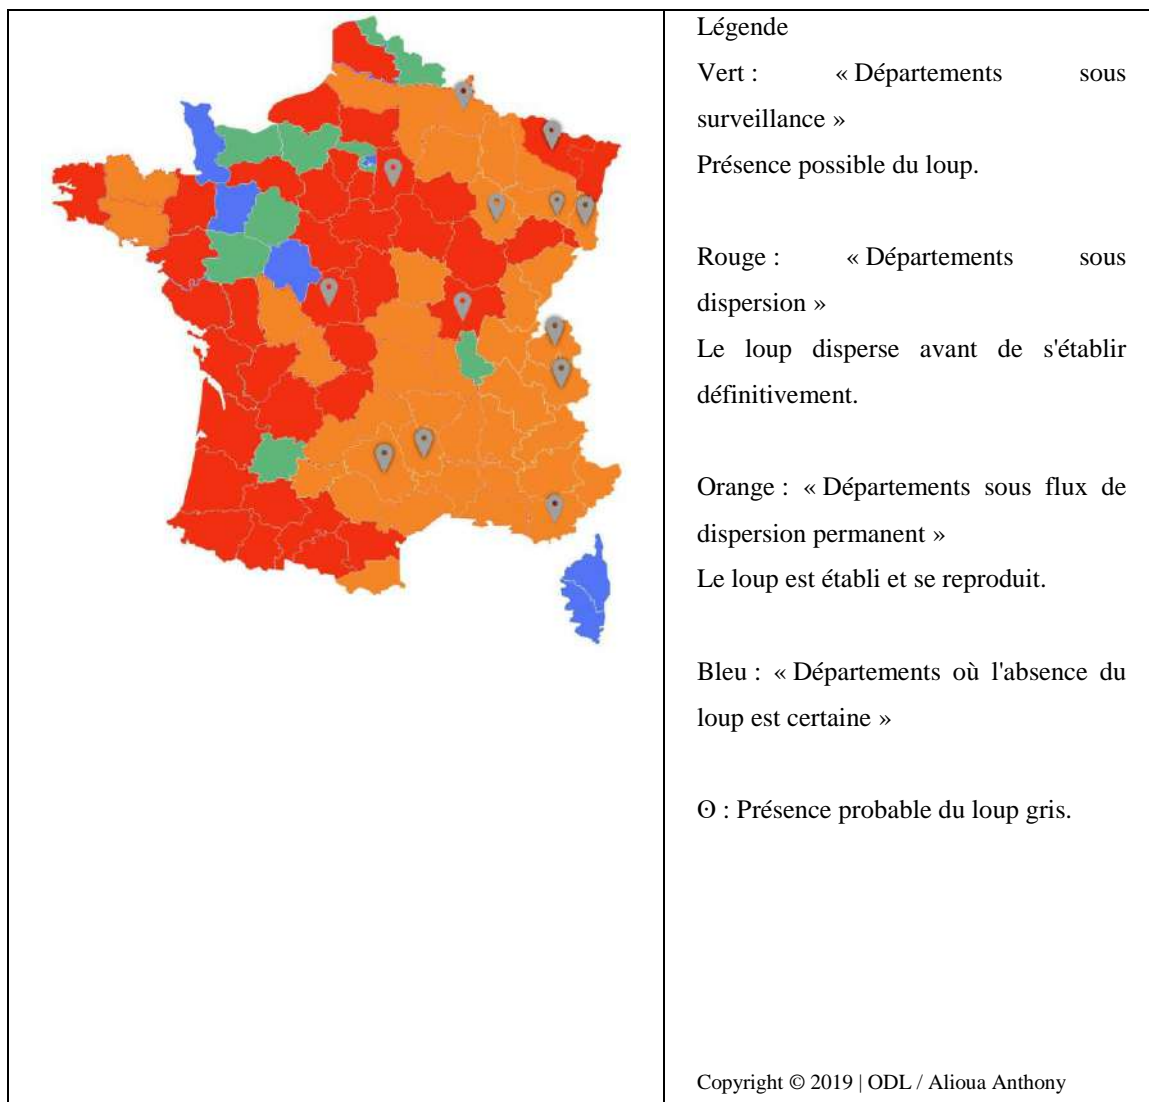 Légende
Vert : « Départements sous
surveillance »
Présence possible du loup.
Rouge : « Départements sous
dispersion »
Le loup disperse avant de s'établir
définitivement.
Orange : « Départements sous flux de
dispersion permanent »
Le loup est établi et se reproduit.
Bleu : « Départements où l'absence du
loup est certaine »
ʘ : Présence probable du loup gris.
Copyright © 2019 | ODL / Alioua Anthony